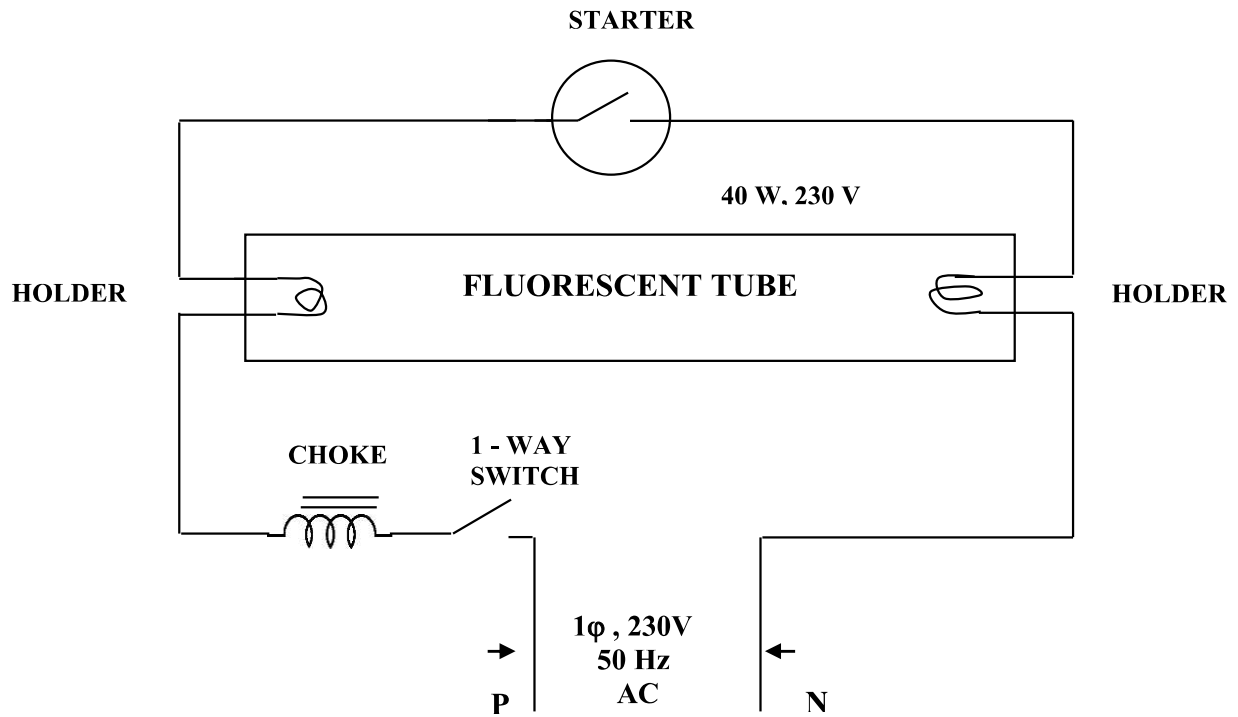 STARTER
40 W, 230 V
FLUORESCENT TUBE
HOLDER
HOLDER
CHOKE
1 - WAY
SWITCH
1φ , 230V
50 Hz
AC
P
N